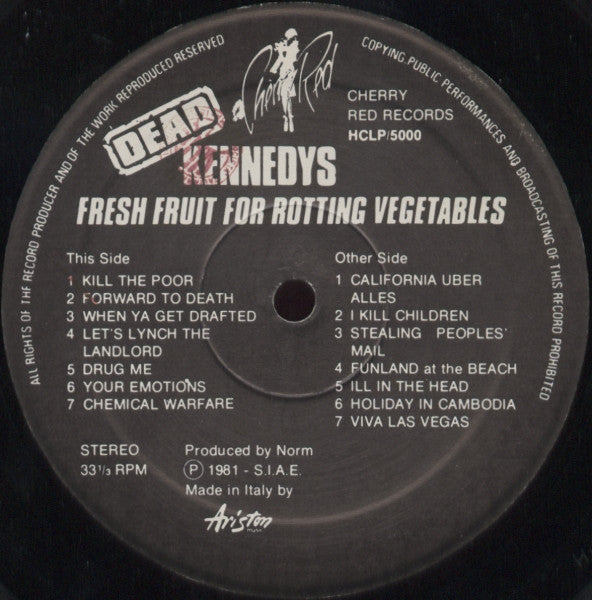 ALL RIGHTS OF THE RECORD PRODUCER AND OF THE WORK REPRODUCED RESERVED
COPYING, PUBLIC PERFORMANCES AND BROADCASTING OF THIS RECORD PROHIBITED
a Cherry Red
CHERRY
RED RECORDS
HCLP/5000
DEAD
KENNEDYS
FRESH FRUIT FOR ROTTING VEGETABLES
This Side
1 KILL THE POOR
2 FORWARD TO DEATH
3 WHEN YA GET DRAFTED
4 LET'S LYNCH THE
LANDLORD
5 DRUG ME
6 YOUR EMOTIONS
7 CHEMICAL WARFARE
Other Side
1 CALIFORNIA UBER
ALLES
2 I KILL CHILDREN
3 STEALING PEOPLES'
MAIL
4 FUNLAND at the BEACH
5 ILL IN THE HEAD
6 HOLIDAY IN CAMBODIA
7 VIVA LAS VEGAS
STEREO
33 1/3 RPM
Produced by Norm
Ⓟ 1981 - S.I.A.E.
Made in Italy by
Ariston
music